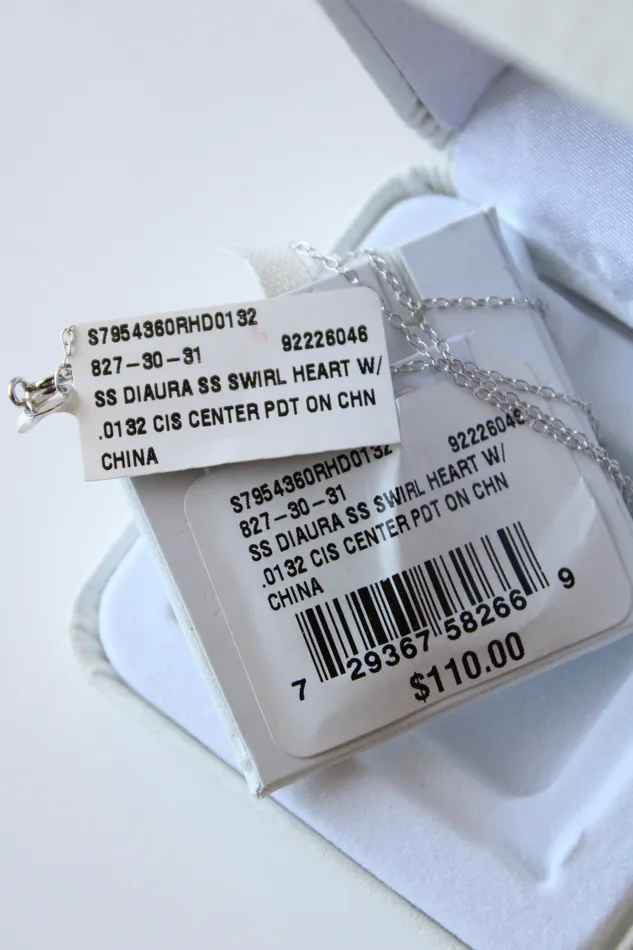 S7954360RHD0132
827-30-31 92226046
SS DIAURA SS SWIRL HEART W/
.0132 CIS CENTER PDT ON CHN
CHINA
S7954360RHD0132
827-30-31 92226046
SS DIAURA SS SWIRL HEART W/
.0132 CIS CENTER PDT ON CHN
CHINA
7 29367 58266 9
$110.00